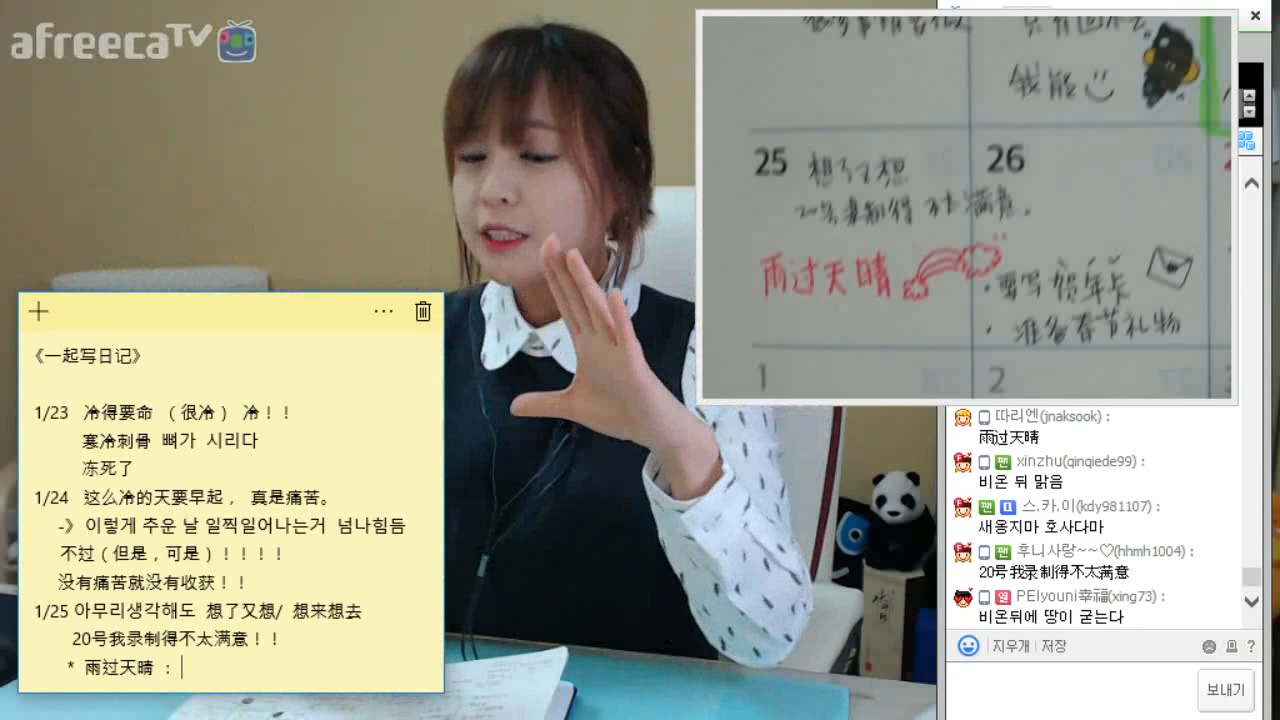 afreecaTV
《一起写日记》
1/23 冷得要命 （很冷） 冷！！
寒冷刺骨 뼈가 시리다
冻死了
1/24 这么冷的天要早起， 真是痛苦。
-》이렇게 추운 날 일찍일어나는거 넘나힘듬
不过（但是，可是）！！！！
没有痛苦就没有收获！！
1/25 아무리생각해도 想了又想/ 想来想去
20号我录制得不太满意！！
* 雨过天晴 :
我能
25 想了又想
录制得 不太满意.
雨过天晴
26
·要写 贺年卡
· 准备春节礼物
1
2
따리엔(jnaksook) :
雨过天晴
팬 xinzhu(qinqiede99) :
비온 뒤 맑음
팬 스.카.이(kdy981107) :
새옹지마 호사다마
팬 후니사랑~~♡(hhmh1004) :
20号我录制得不太满意
열 PEIyouni幸福(xing73) :
비온뒤에 땅이 굳는다
지우개 저장
?
보내기